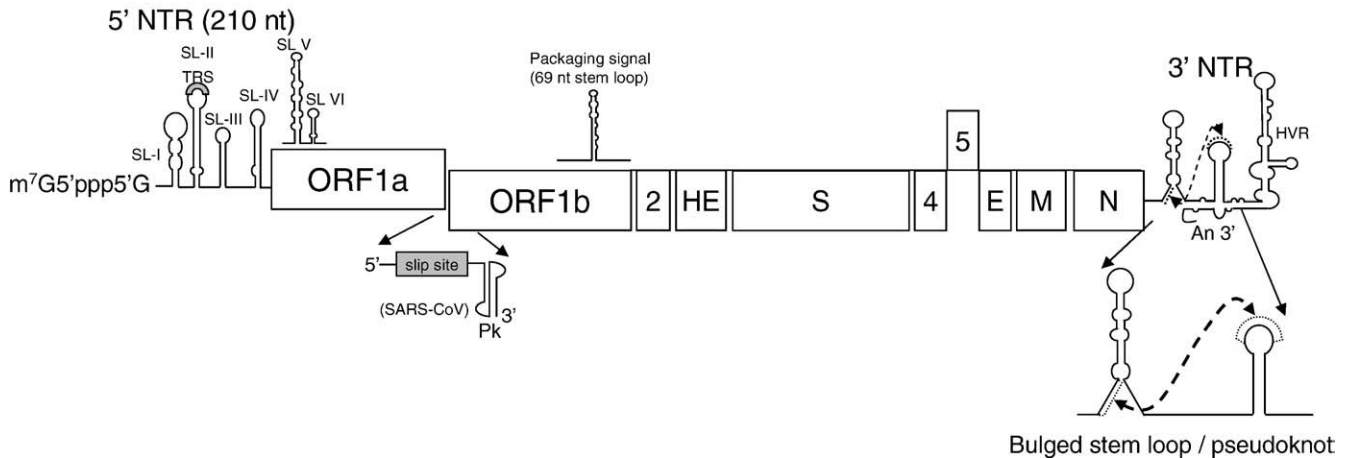 5' NTR (210 nt)
SL V
SL-II
TRS
SL-IV
SL VI
SL-III
SL-I
Packaging signal
(69 nt stem loop)
3' NTR
HVR
m⁷G5'ppp5'G
ORF1a
ORF1b
2
HE
S
4
5
E
M
N
An 3'
5'
slip site
(SARS-CoV)
3'
Pk
Bulged stem loop / pseudoknot